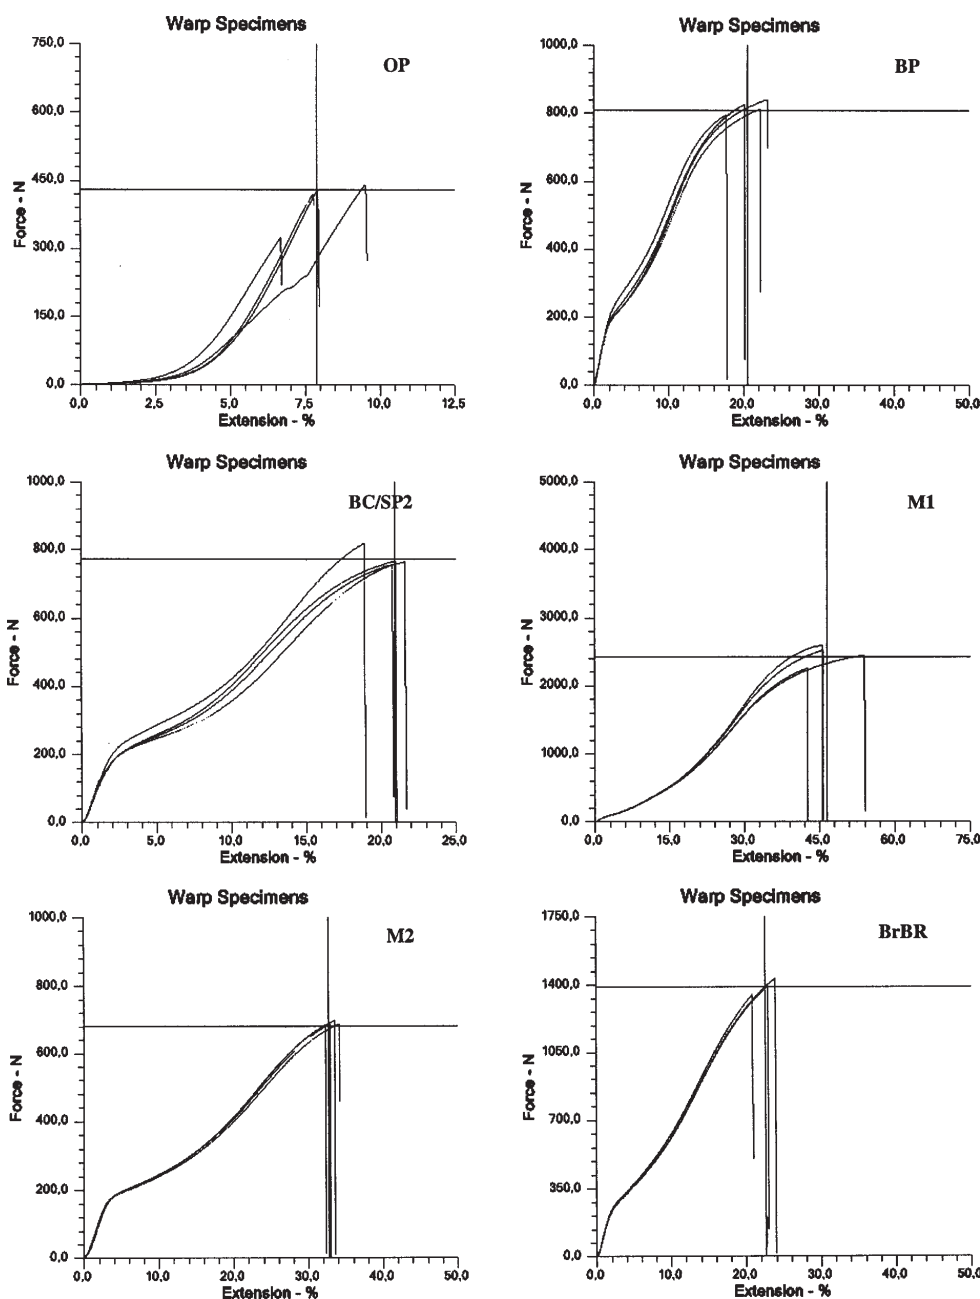 Warp Specimens
OP
Force - N
750,0
600,0
450,0
300,0
150,0
0,0
0,0 2,5 5,0 7,5 10,0 12,5
Extension - %
Warp Specimens
BP
Force - N
1000,0
800,0
600,0
400,0
200,0
0,0
0,0 10,0 20,0 30,0 40,0 50,0
Extension - %
Warp Specimens
BC/SP2
Force - N
1000,0
800,0
600,0
400,0
200,0
0,0
0,0 5,0 10,0 15,0 20,0 25,0
Extension - %
Warp Specimens
M1
Force - N
5000,0
4000,0
3000,0
2000,0
1000,0
0,0
0,0 15,0 30,0 45,0 60,0 75,0
Extension - %
Warp Specimens
M2
Force - N
1000,0
800,0
600,0
400,0
200,0
0,0
0,0 10,0 20,0 30,0 40,0 50,0
Extension - %
Warp Specimens
BrBR
Force - N
1750,0
1400,0
1050,0
700,0
350,0
0,0
0,0 10,0 20,0 30,0 40,0 50,0
Extension - %